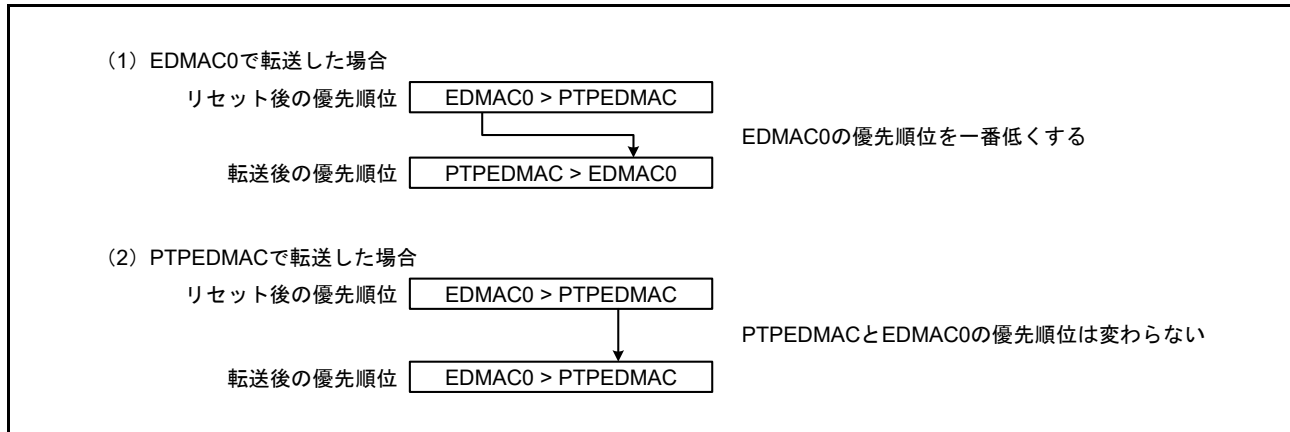 (1) EDMAC0で転送した場合
リセット後の優先順位 EDMAC0 > PTPEDMAC
EDMAC0の優先順位を一番低くする
転送後の優先順位 PTPEDMAC > EDMAC0
(2) PTPEDMACで転送した場合
リセット後の優先順位 EDMAC0 > PTPEDMAC
PTPEDMACとEDMAC0の優先順位は変わらない
転送後の優先順位 EDMAC0 > PTPEDMAC